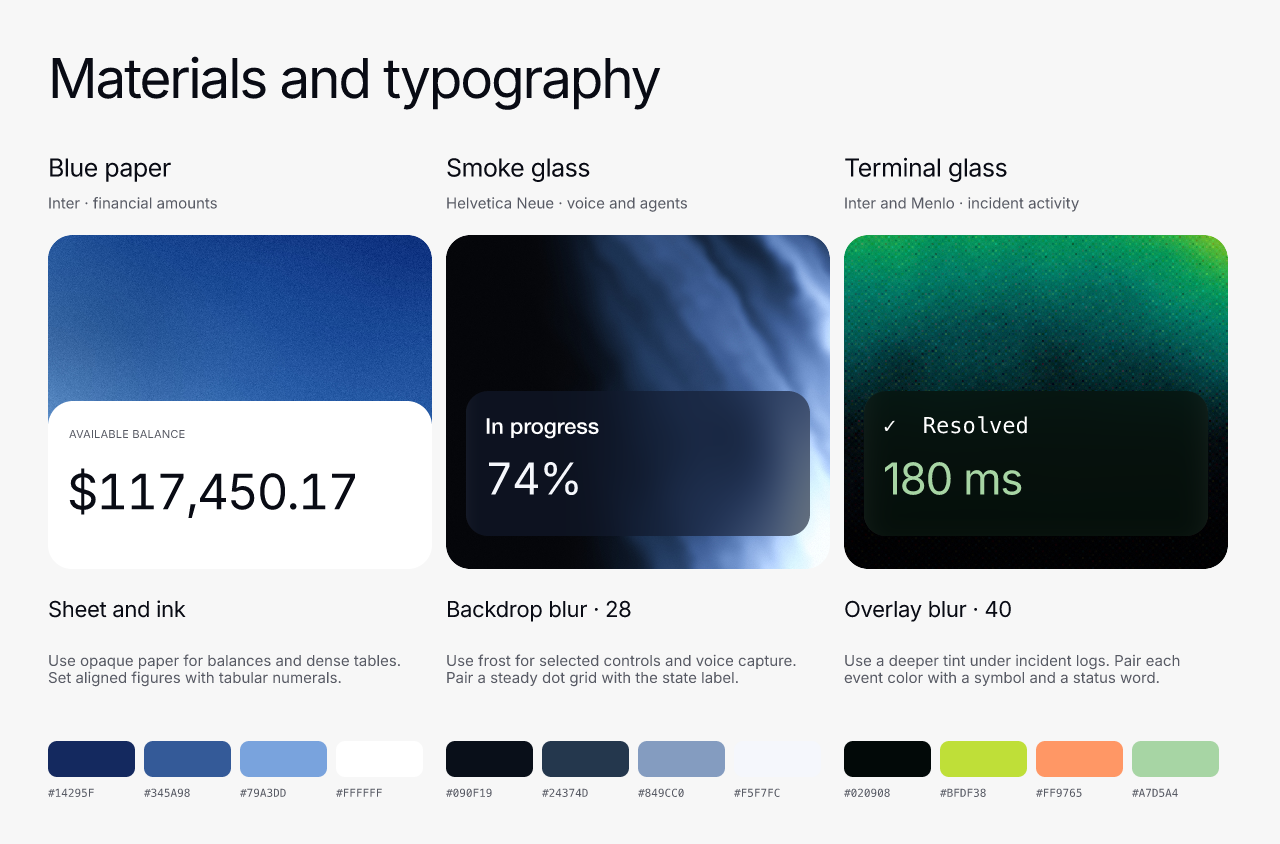 Materials and typography
Blue paper
Inter · financial amounts
AVAILABLE BALANCE
$117,450.17
Sheet and ink
Use opaque paper for balances and dense tables.
Set aligned figures with tabular numerals.
#14295F
#345A98
#79A3DD
#FFFFFF
Smoke glass
Helvetica Neue · voice and agents
In progress
74%
Backdrop blur · 28
Use frost for selected controls and voice capture.
Pair a steady dot grid with the state label.
#090F19
#24374D
#849CC0
#F5F7FC
Terminal glass
Inter and Menlo · incident activity
✓ Resolved
180 ms
Overlay blur · 40
Use a deeper tint under incident logs. Pair each
event color with a symbol and a status word.
#020908
#BFDF38
#FF9765
#A7D5A4